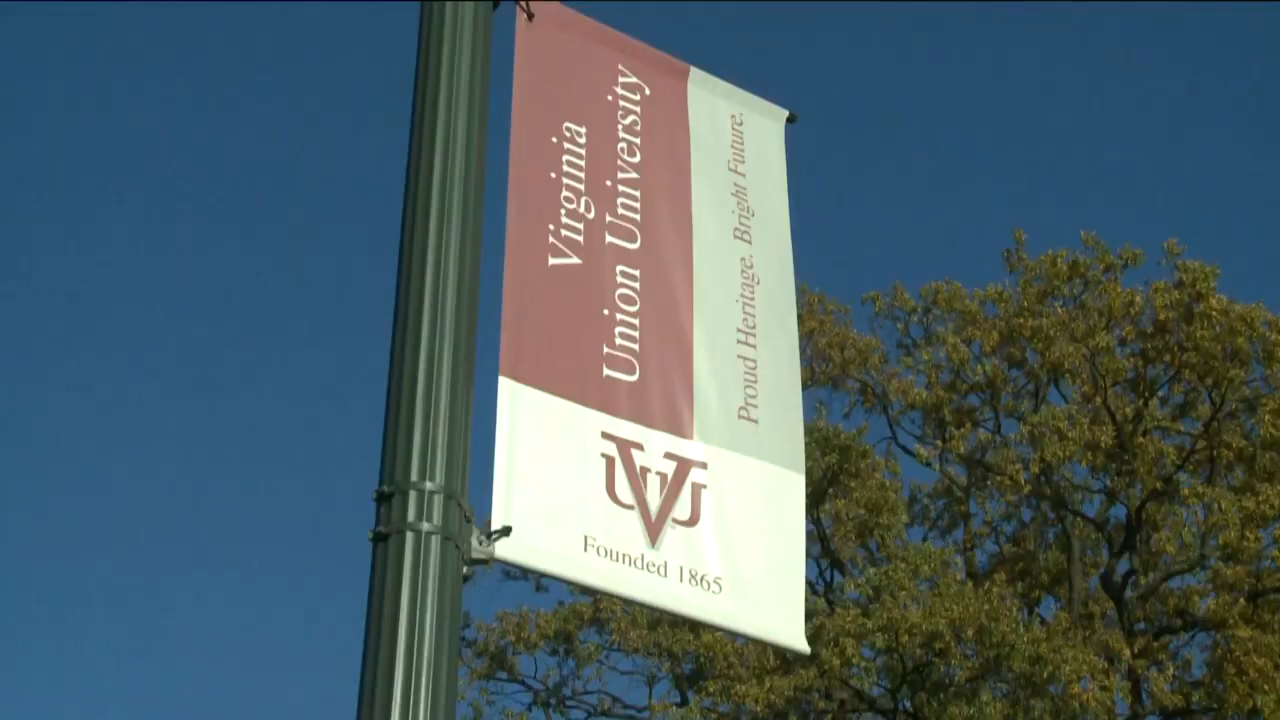 Virginia
Union University
Proud Heritage. Bright Future.
VUU
Founded 1865